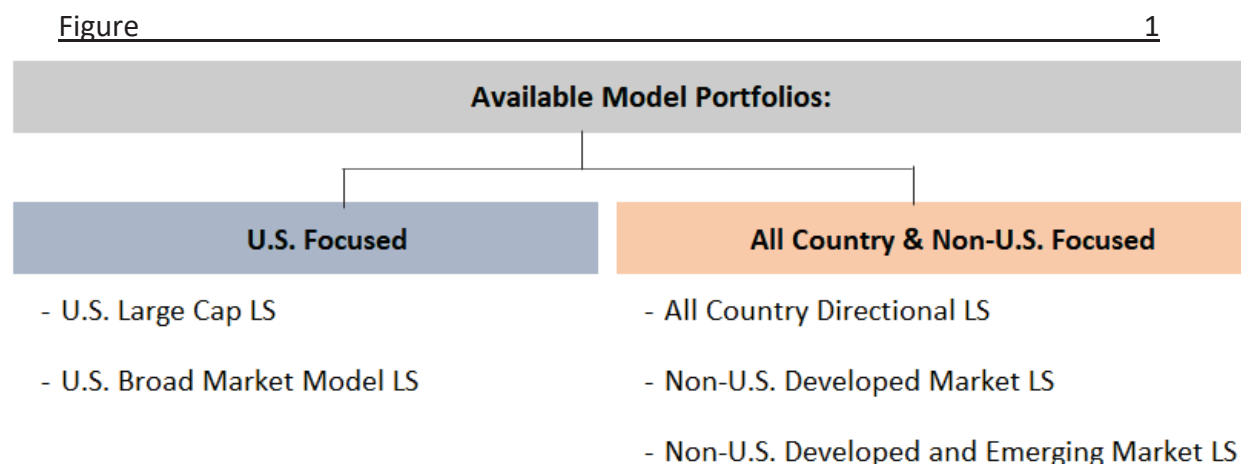 Figure 1
Available Model Portfolios:
U.S. Focused
- U.S. Large Cap LS
- U.S. Broad Market Model LS
All Country & Non-U.S. Focused
- All Country Directional LS
- Non-U.S. Developed Market LS
- Non-U.S. Developed and Emerging Market LS